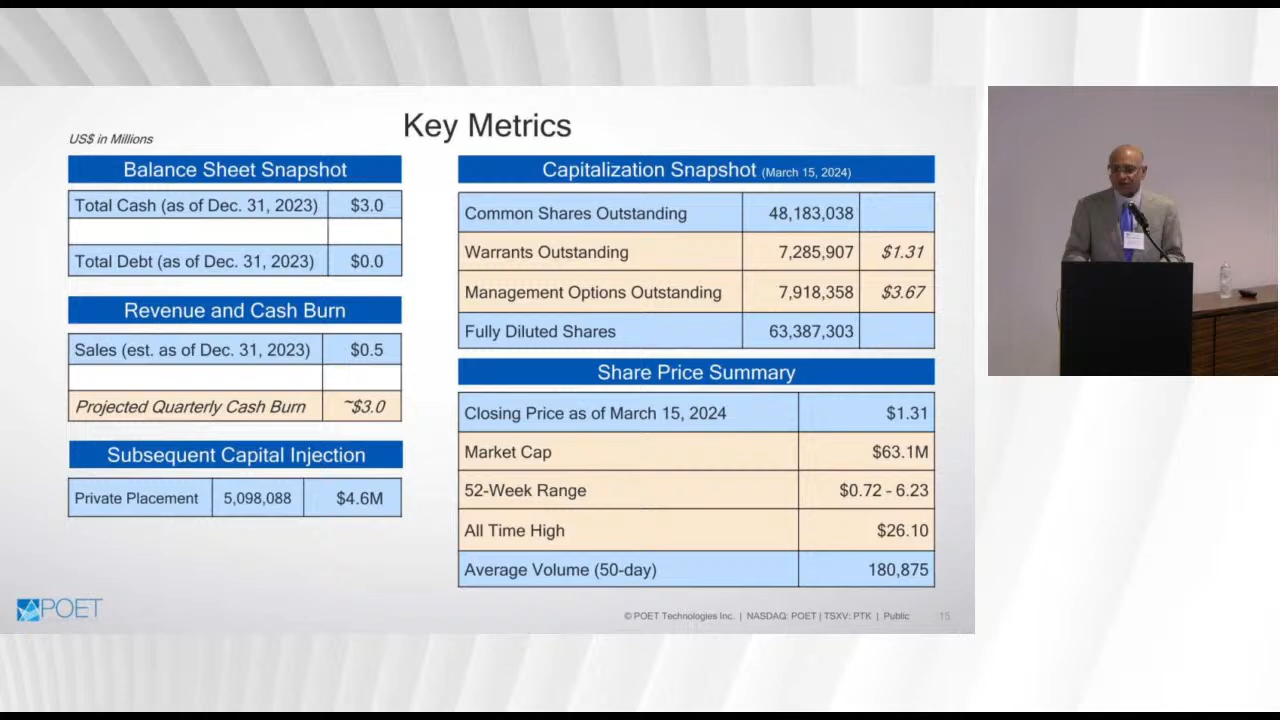 Key Metrics
US$ in Millions
Balance Sheet Snapshot
Total Cash (as of Dec. 31, 2023) $3.0
Total Debt (as of Dec. 31, 2023) $0.0
Revenue and Cash Burn
Sales (est. as of Dec. 31, 2023) $0.5
Projected Quarterly Cash Burn ~$3.0
Subsequent Capital Injection
Private Placement 5,098,088 $4.6M
Capitalization Snapshot (March 15, 2024)
Common Shares Outstanding 48,183,038
Warrants Outstanding 7,285,907 $1.31
Management Options Outstanding 7,918,358 $3.67
Fully Diluted Shares 63,387,303
Share Price Summary
Closing Price as of March 15, 2024 $1.31
Market Cap $63.1M
52-Week Range $0.72 - 6.23
All Time High $26.10
Average Volume (50-day) 180,875
POET
© POET Technologies Inc. | NASDAQ: POET | TSXV: PTK | Public 15